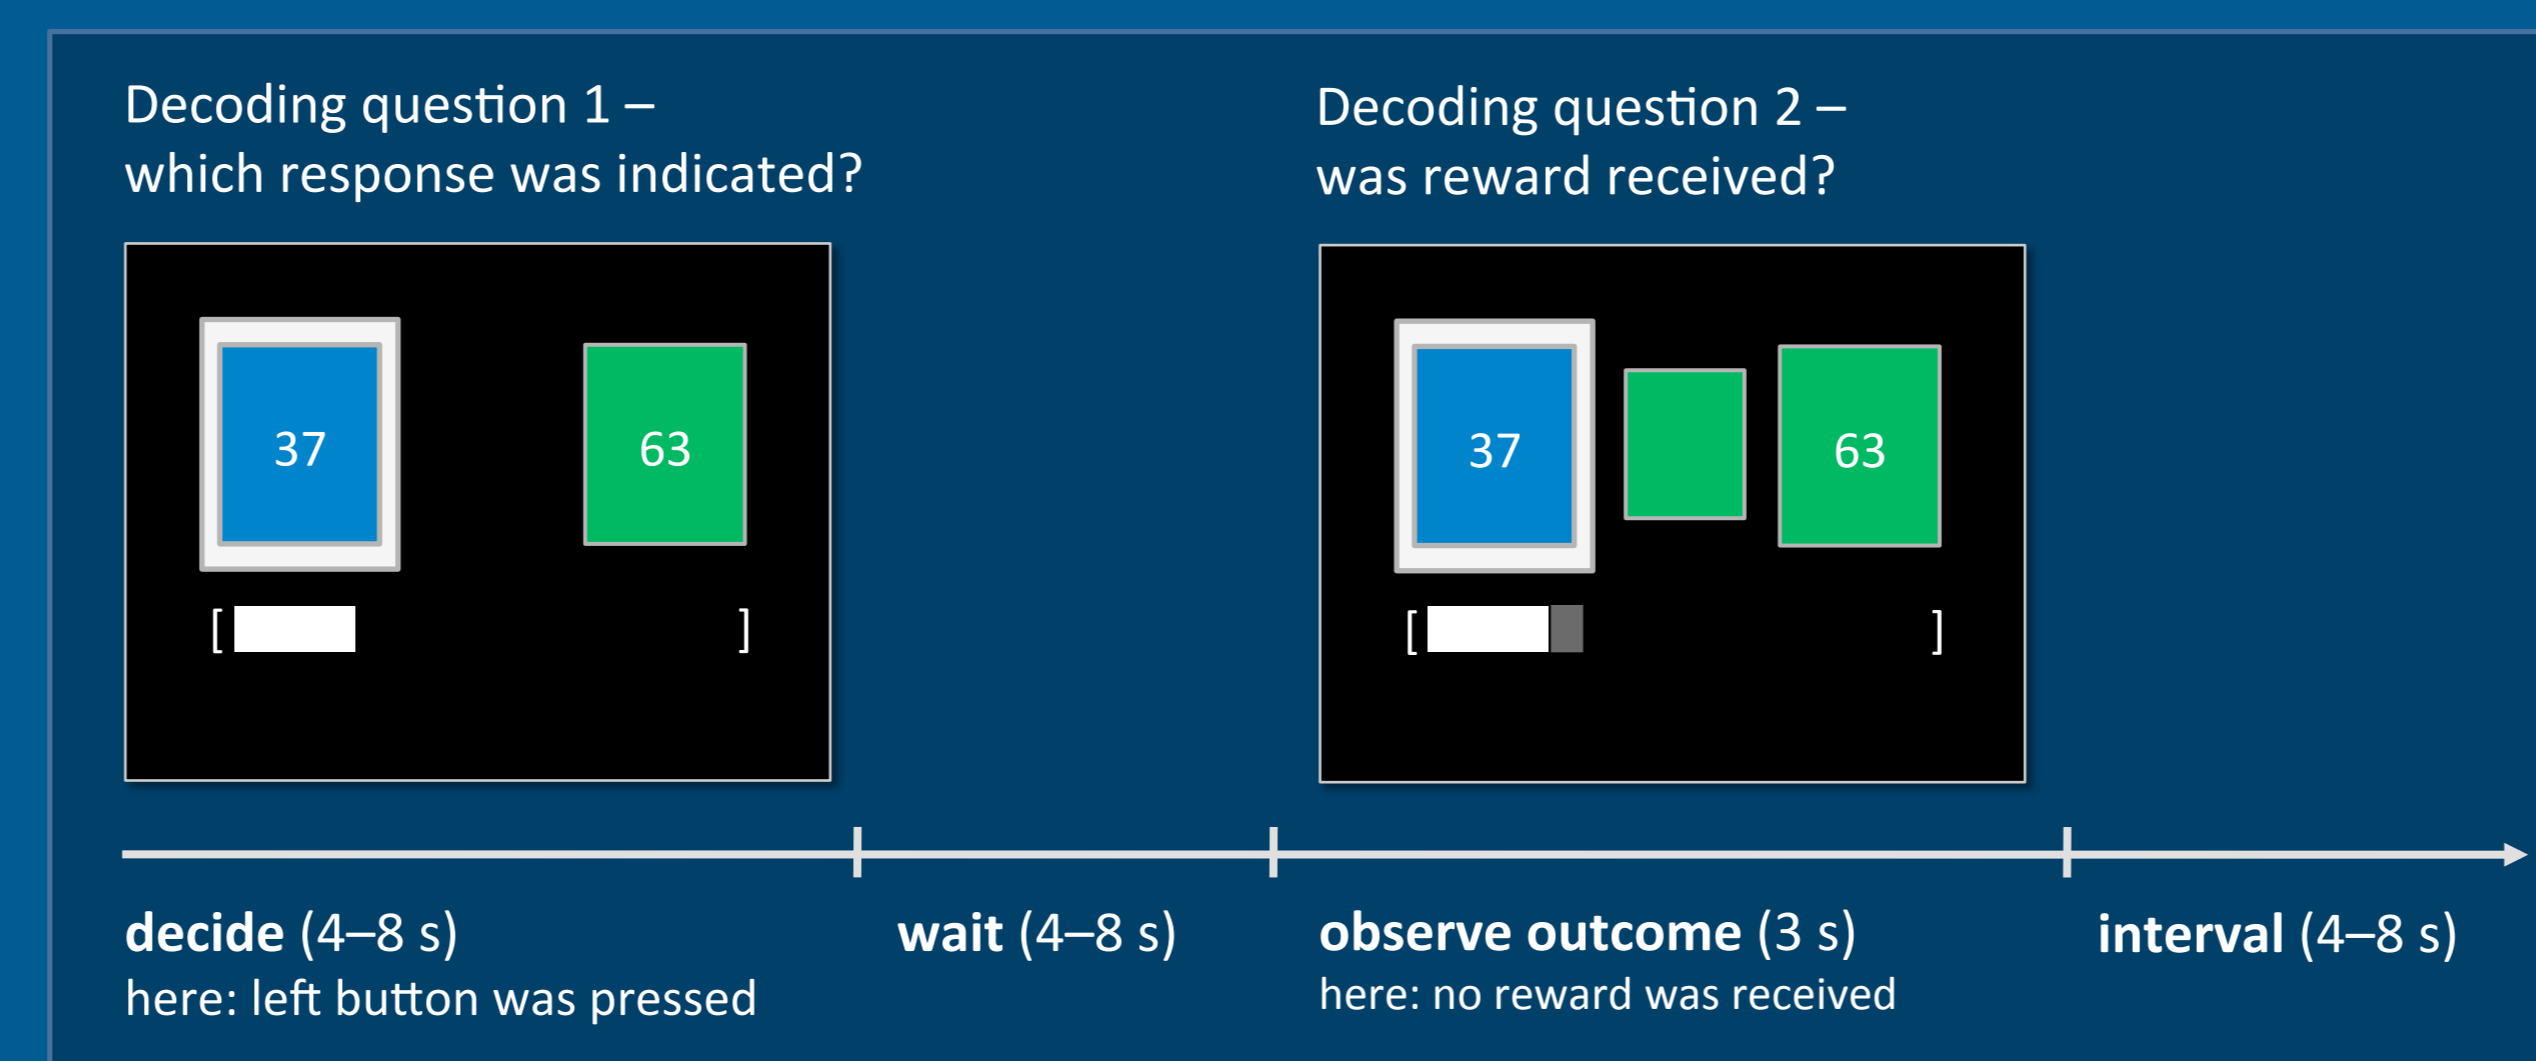 Decoding question 1 –
which response was indicated?
Decoding question 2 –
was reward received?
37
63
[ ]
37
63
[ ]
decide (4–8 s)
here: left button was pressed
wait (4–8 s)
observe outcome (3 s)
here: no reward was received
interval (4–8 s)